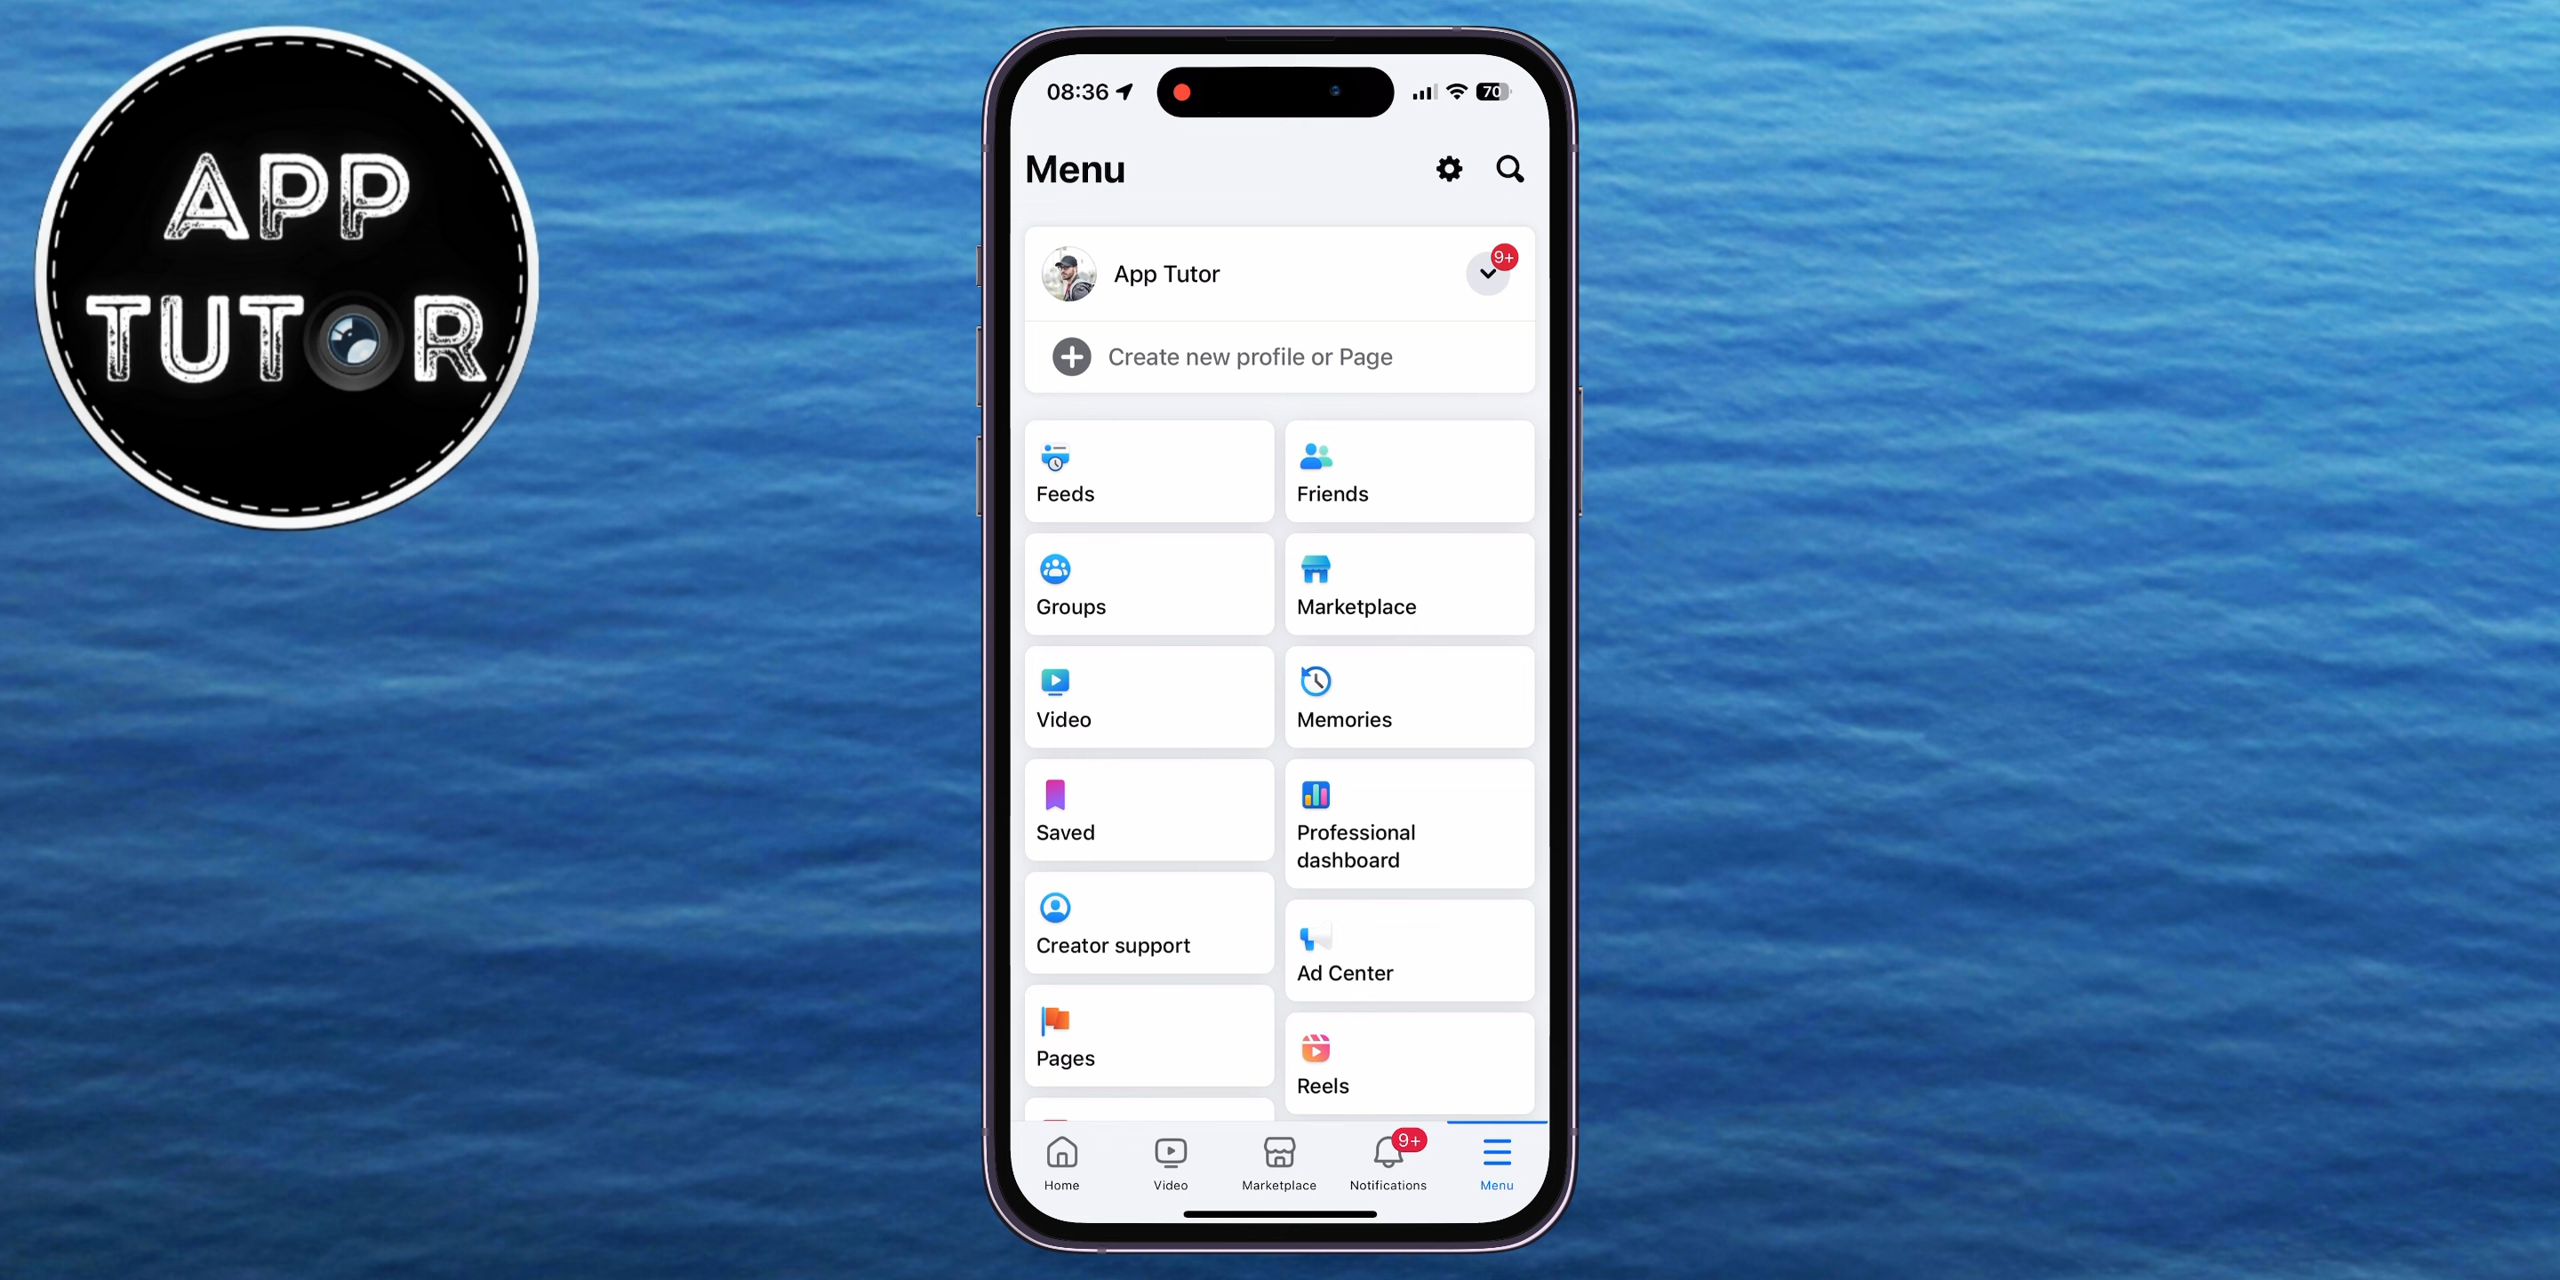 APP
TUTOR
08:36
70
Menu
App Tutor
9+
Create new profile or Page
Feeds
Friends
Groups
Marketplace
Video
Memories
Saved
Professional
dashboard
Creator support
Ad Center
Pages
Reels
9+
Home
Video
Marketplace
Notifications
Menu